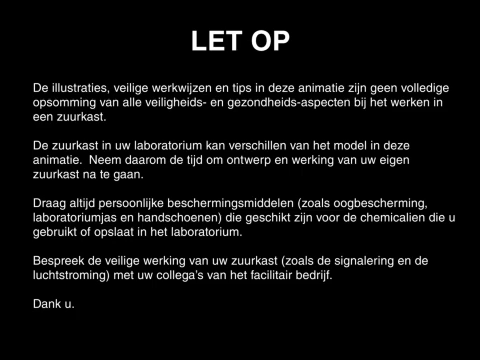 LET OP
De illustraties, veilige werkwijzen en tips in deze animatie zijn geen volledige
opsomming van alle veiligheids- en gezondheids-aspecten bij het werken in
een zuurkast.
De zuurkast in uw laboratorium kan verschillen van het model in deze
animatie.  Neem daarom de tijd om ontwerp en werking van uw eigen
zuurkast na te gaan.
Draag altijd persoonlijke beschermingsmiddelen (zoals oogbescherming,
laboratoriumjas en handschoenen) die geschikt zijn voor de chemicalien die u
gebruikt of opslaat in het laboratorium.
Bespreek de veilige werking van uw zuurkast (zoals de signalering en de
luchtstroming) met uw collega’s van het facilitair bedrijf.
Dank u.